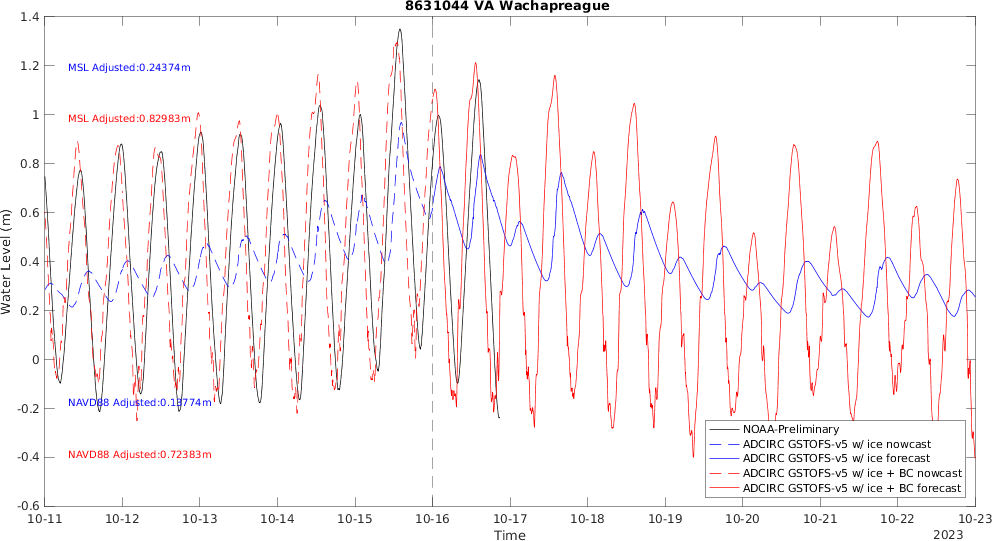 8631044 VA Wachapreague
1.4
1.2
1
0.8
0.6
0.4
0.2
0
-0.2
-0.4
-0.6
Water Level (m)
MSL Adjusted:0.24374m
MSL Adjusted:0.82983m
NAVD88 Adjusted:0.13774m
NAVD88 Adjusted:0.72383m
NOAA-Preliminary
ADCIRC GSTOFS-v5 w/ ice nowcast
ADCIRC GSTOFS-v5 w/ ice forecast
ADCIRC GSTOFS-v5 w/ ice + BC nowcast
ADCIRC GSTOFS-v5 w/ ice + BC forecast
10-11 10-12 10-13 10-14 10-15 10-16 10-17 10-18 10-19 10-20 10-21 10-22 10-23
Time
2023